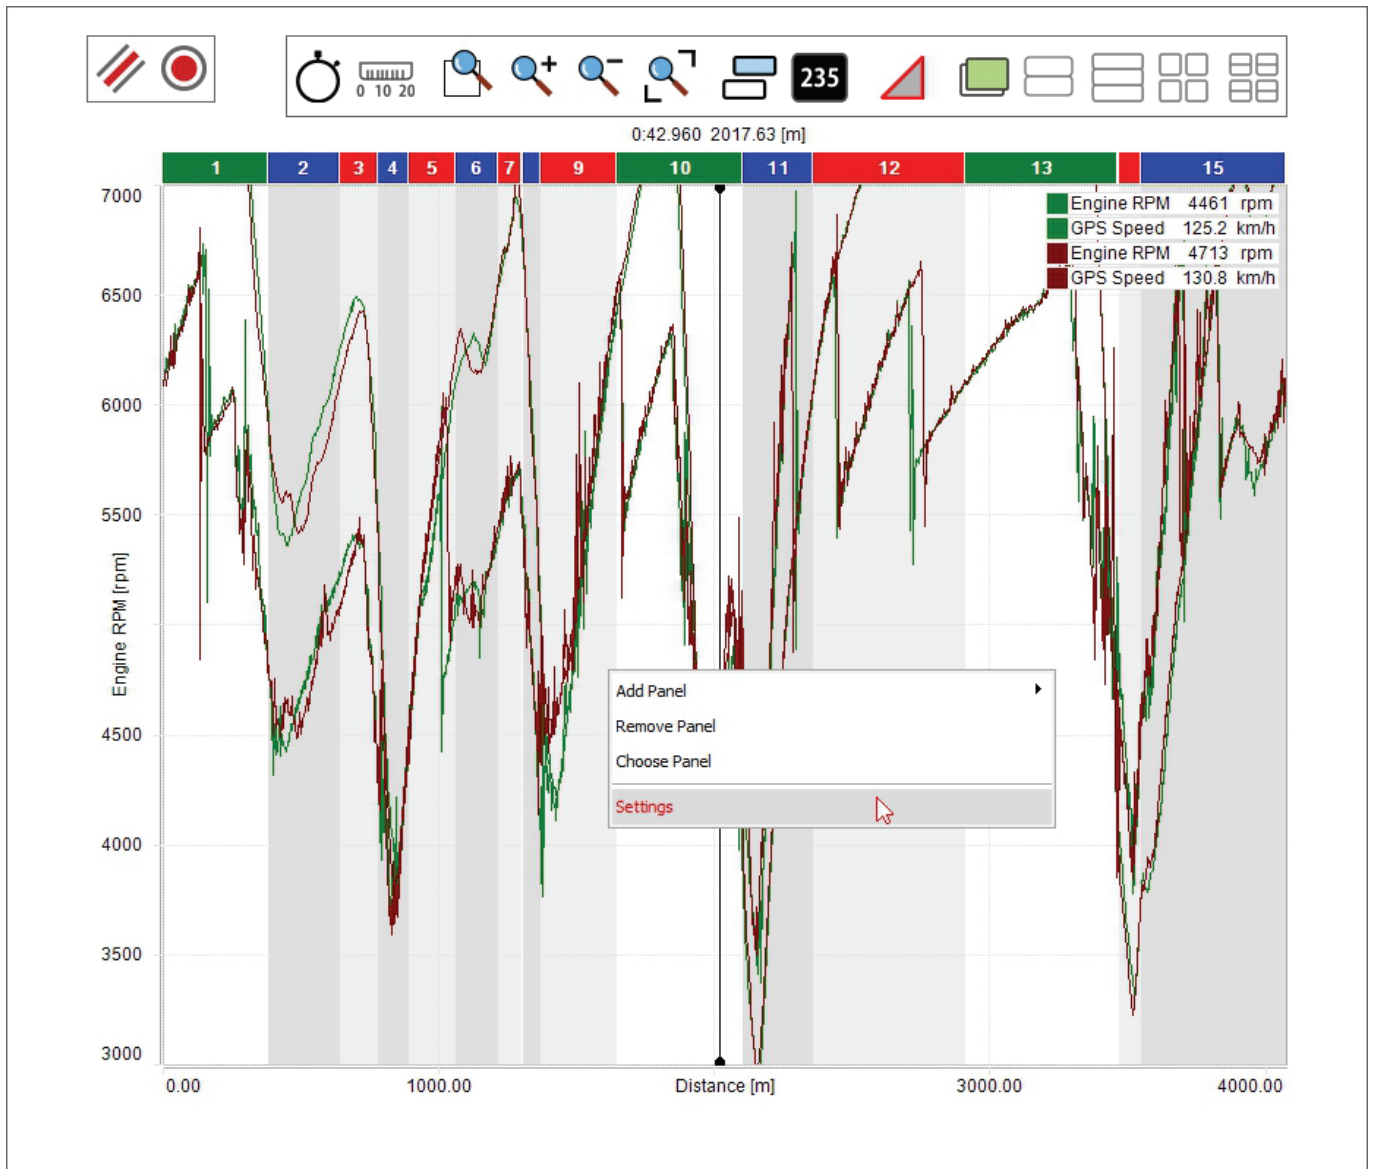 0 10 20
235
0:42.960 2017.63 [m]
1 2 3 4 5 6 7 9 10 11 12 13 15
7000
Engine RPM 4461 rpm
GPS Speed 125.2 km/h
Engine RPM 4713 rpm
GPS Speed 130.8 km/h
6500
6000
5500
Engine RPM [rpm]
Add Panel
Remove Panel
Choose Panel
Settings
4500
4000
3500
3000
0.00 1000.00 Distance [m] 3000.00 4000.00